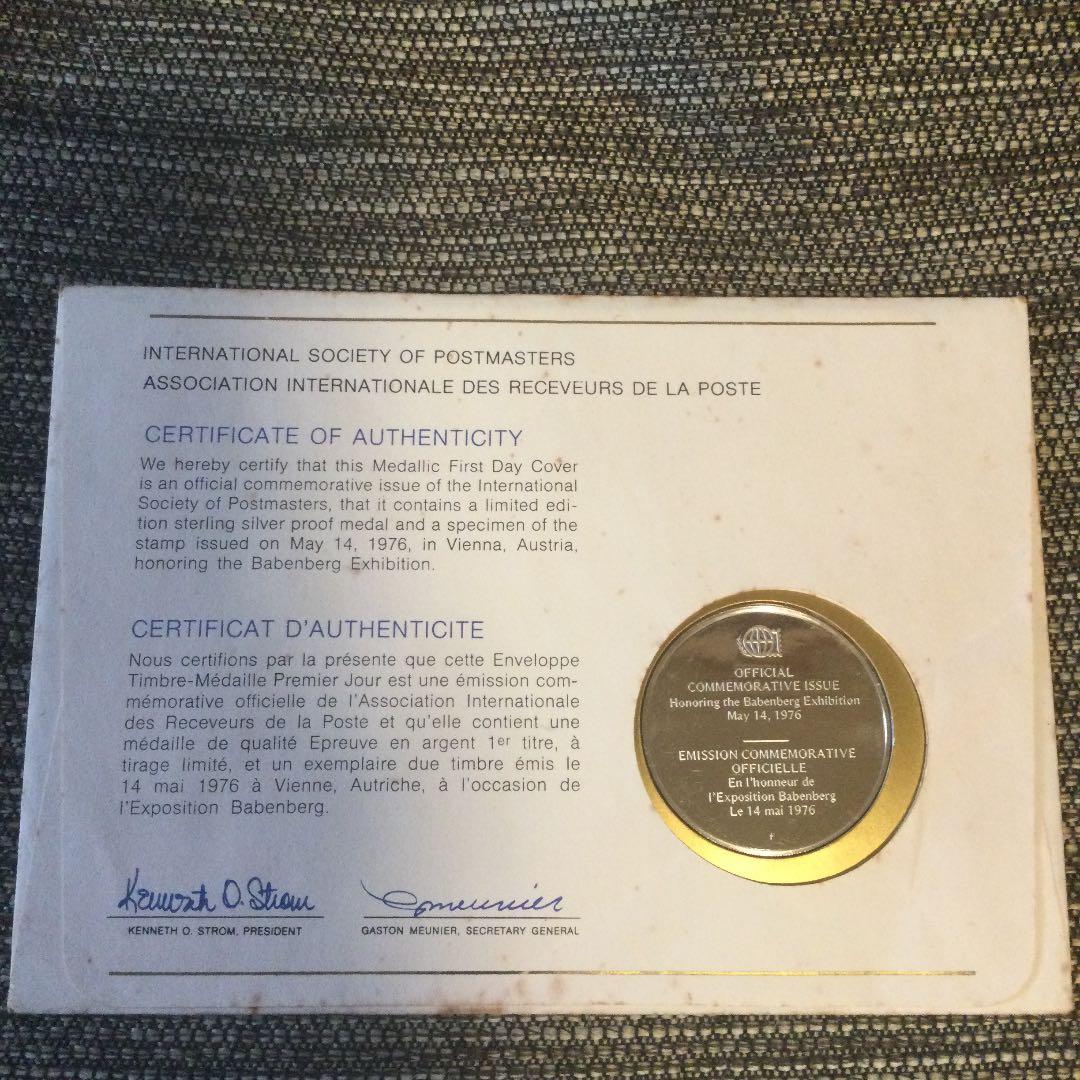 INTERNATIONAL SOCIETY OF POSTMASTERS
ASSOCIATION INTERNATIONALE DES RECEVEURS DE LA POSTE
CERTIFICATE OF AUTHENTICITY
We hereby certify that this Medallic First Day Cover
is an official commemorative issue of the International
Society of Postmasters, that it contains a limited edi-
tion sterling silver proof medal and a specimen of the
stamp issued on May 14, 1976, in Vienna, Austria,
honoring the Babenberg Exhibition.
CERTIFICAT D'AUTHENTICITE
Nous certifions par la présente que cette Enveloppe
Timbre-Médaille Premier Jour est une émission com-
mémorative officielle de l'Association Internationale
des Receveurs de la Poste et qu'elle contient une
médaille de qualité Epreuve en argent 1er titre, à
tirage limité, et un exemplaire due timbre émis le
14 mai 1976 à Vienne, Autriche, à l'occasion de
l'Exposition Babenberg.
Kenneth O. Strom
KENNETH O. STROM, PRESIDENT
GMeunier
GASTON MEUNIER, SECRETARY GENERAL
OFFICIAL
COMMEMORATIVE ISSUE
Honoring the Babenberg Exhibition
May 14, 1976
EMISSION COMMEMORATIVE
OFFICIELLE
En l'honneur de
l'Exposition Babenberg
Le 14 mai 1976
F